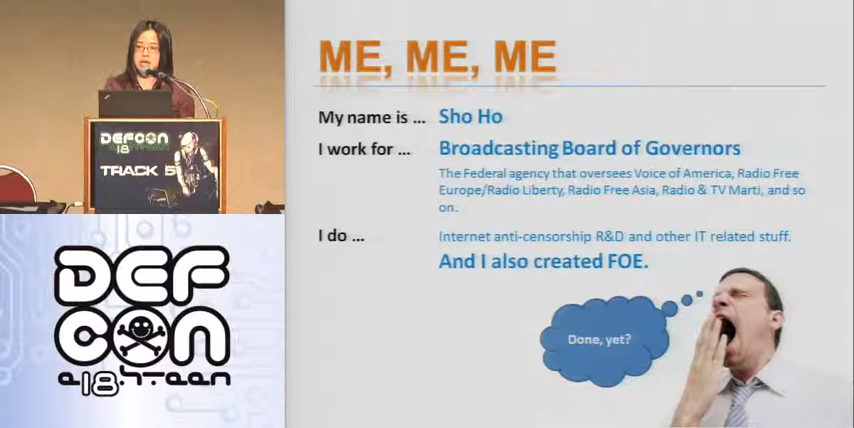 DEFCON
18
TRACK 5
DEF
CON
e18hteen
ME, ME, ME
My name is ... Sho Ho
I work for ... Broadcasting Board of Governors
The Federal agency that oversees Voice of America, Radio Free
Europe/Radio Liberty, Radio Free Asia, Radio & TV Marti, and so
on.
I do ... Internet anti-censorship R&D and other IT related stuff.
And I also created FOE.
Done, yet?